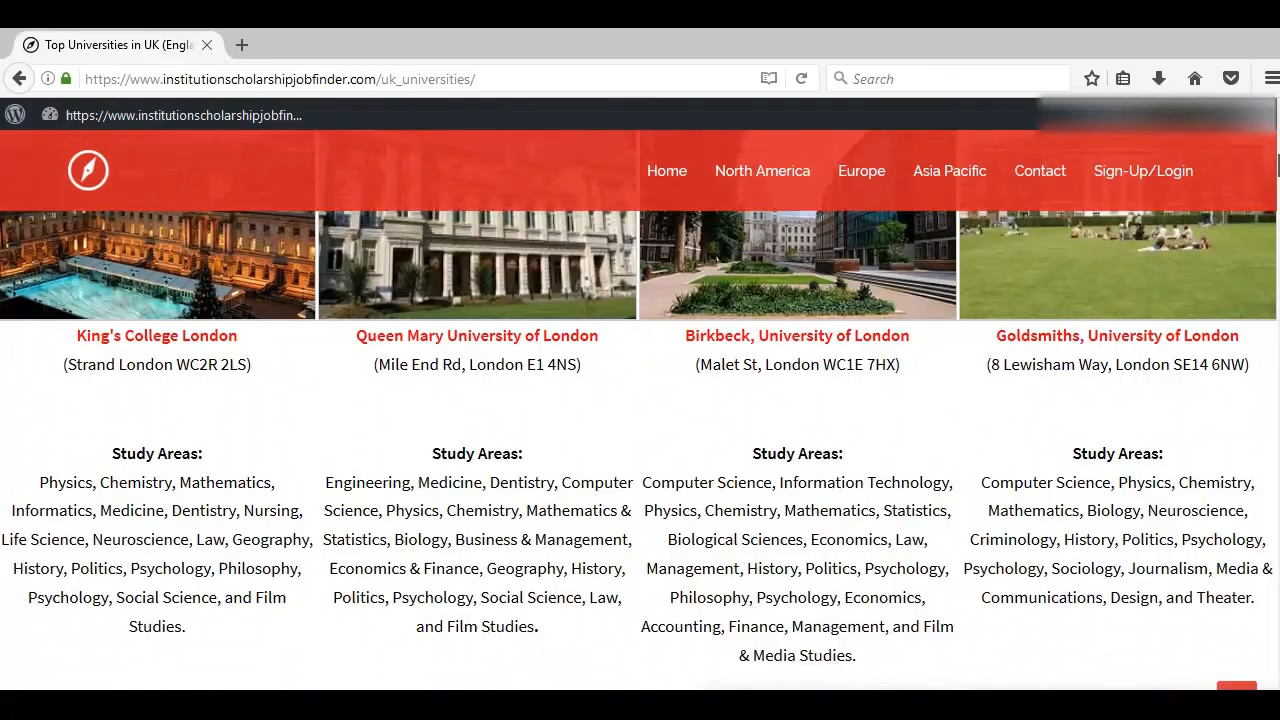 Top Universities in UK (Engla
https://www.institutionscholarshipjobfinder.com/uk_universities/
Search
https://www.institutionscholarshipjobfin...
Home North America Europe Asia Pacific Contact Sign-Up/Login
King's College London
(Strand London WC2R 2LS)
Study Areas:
Physics, Chemistry, Mathematics,
Informatics, Medicine, Dentistry, Nursing,
Life Science, Neuroscience, Law, Geography,
History, Politics, Psychology, Philosophy,
Psychology, Social Science, and Film
Studies.
Queen Mary University of London
(Mile End Rd, London E1 4NS)
Study Areas:
Engineering, Medicine, Dentistry, Computer
Science, Physics, Chemistry, Mathematics &
Statistics, Biology, Business & Management,
Economics & Finance, Geography, History,
Politics, Psychology, Social Science, Law,
and Film Studies.
Birkbeck, University of London
(Malet St, London WC1E 7HX)
Study Areas:
Computer Science, Information Technology,
Physics, Chemistry, Mathematics, Statistics,
Biological Sciences, Economics, Law,
Management, History, Politics, Psychology,
Philosophy, Psychology, Economics,
Accounting, Finance, Management, and Film
& Media Studies.
Goldsmiths, University of London
(8 Lewisham Way, London SE14 6NW)
Study Areas:
Computer Science, Physics, Chemistry,
Mathematics, Biology, Neuroscience,
Criminology, History, Politics, Psychology,
Psychology, Sociology, Journalism, Media &
Communications, Design, and Theater.